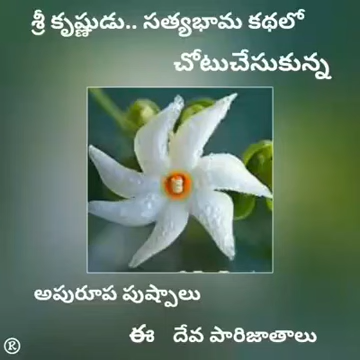 శ్రీ కృష్ణుడు.. సత్యభామ కథలో
చోటుచేసుకున్న
అపురూప పుష్పాలు
ఈ దేవ పారిజాతాలు
®